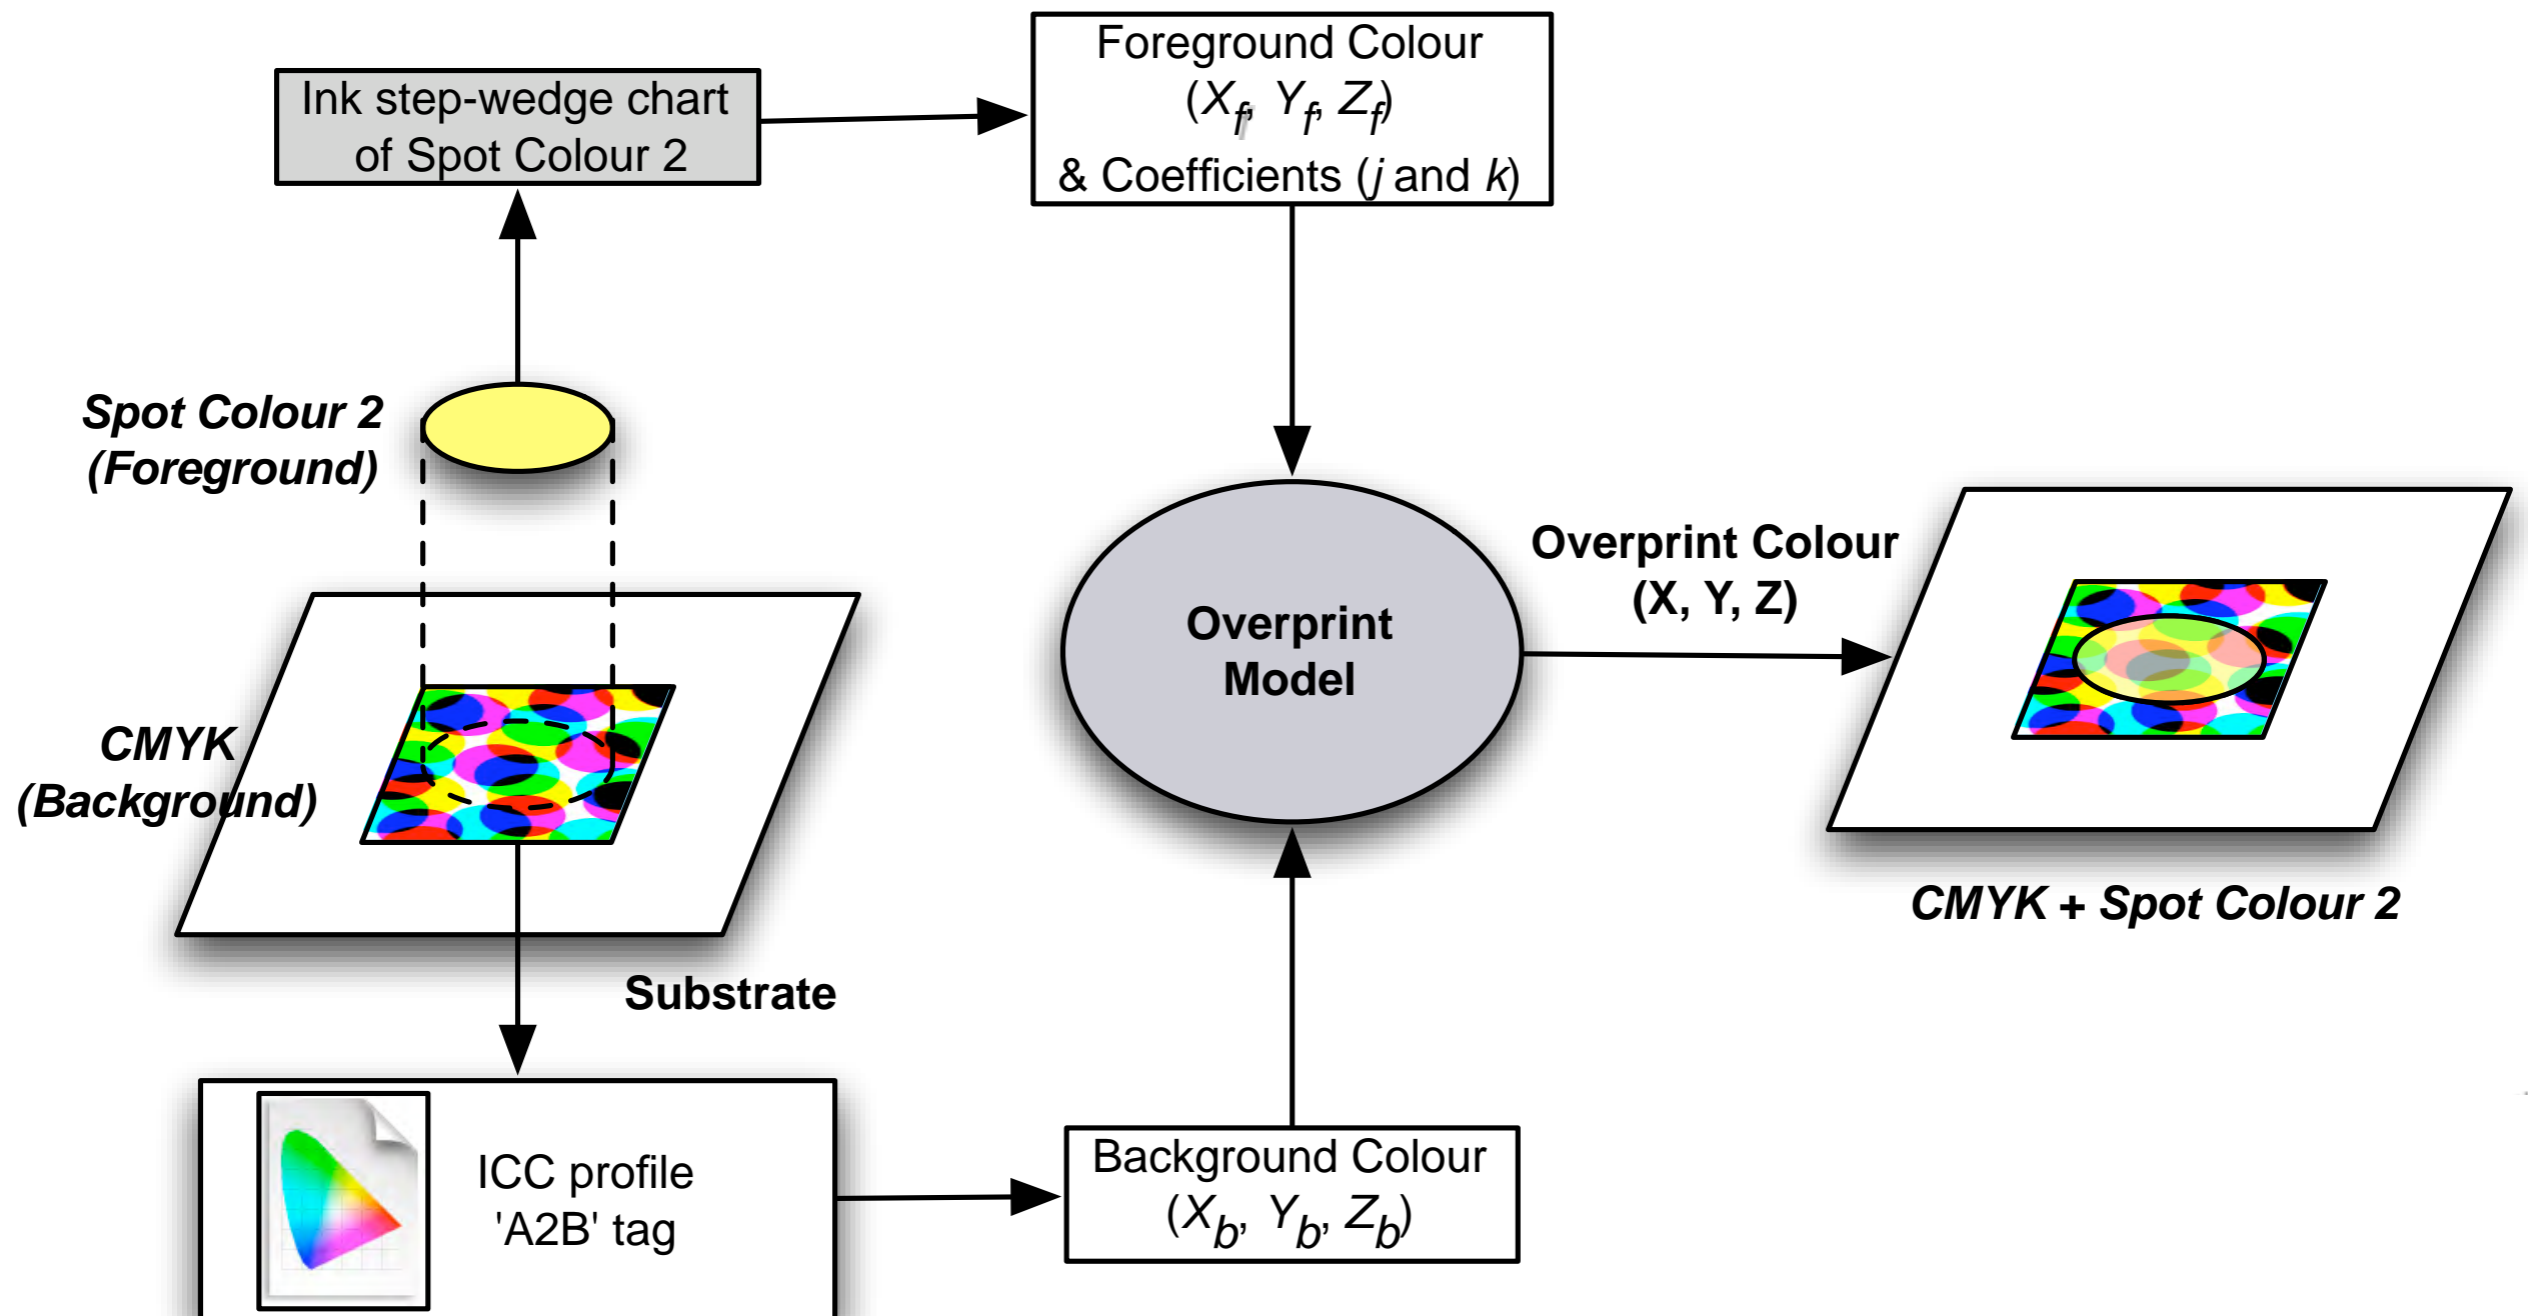 Foreground Colour
(Xf, Yf, Zf)
& Coefficients (j and k)
Ink step-wedge chart
of Spot Colour 2
Spot Colour 2
(Foreground)
CMYK
(Background)
Substrate
ICC profile
'A2B' tag
Background Colour
(Xb, Yb, Zb)
Overprint
Model
Overprint Colour
(X, Y, Z)
CMYK + Spot Colour 2